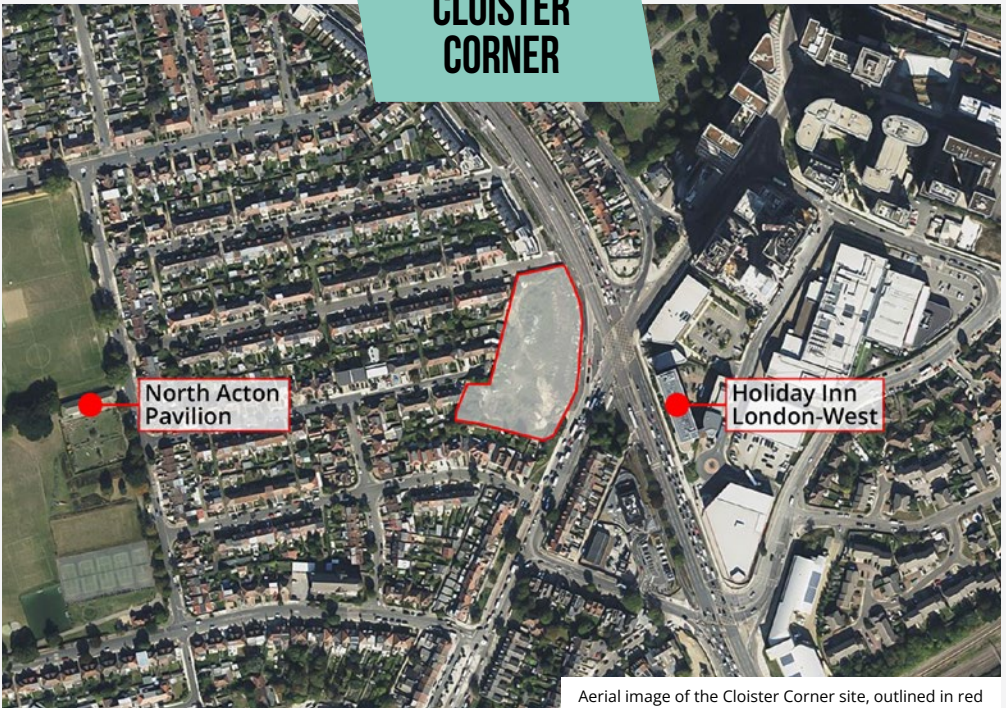 CLOISTER
CORNER
North Acton
Pavilion
Holiday Inn
London-West
Aerial image of the Cloister Corner site, outlined in red